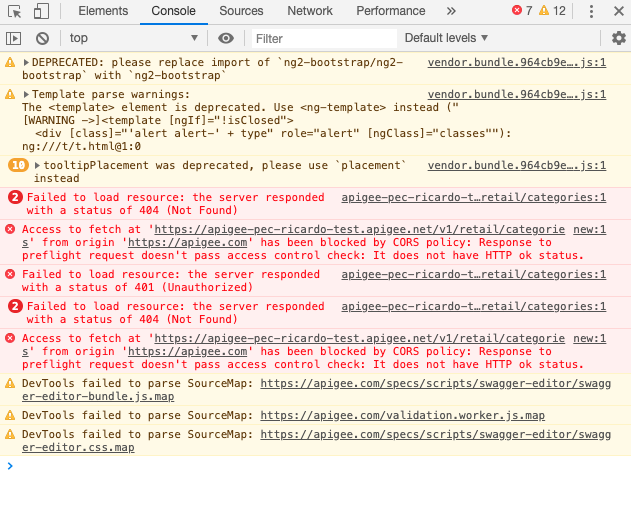 Elements Console Sources Network Performance » 7 12
top Filter Default levels ▼
DEPRECATED: please replace import of `ng2-bootstrap/ng2- vendor.bundle.964cb9e….js:1
bootstrap` with `ng2-bootstrap`
Template parse warnings: vendor.bundle.964cb9e….js:1
The <template> element is deprecated. Use <ng-template> instead ("
[WARNING ->]<template [ngIf]="!isClosed">
<div [class]="'alert alert-' + type" role="alert" [ngClass]="classes""):
ng:///t/t.html@1:0
10 tooltipPlacement was deprecated, please use `placement` vendor.bundle.964cb9e….js:1
instead
2 Failed to load resource: the server responded apigee-pec-ricardo-t…retail/categories:1
with a status of 404 (Not Found)
Access to fetch at 'https://apigee-pec-ricardo-test.apigee.net/v1/retail/categorie new:1
s' from origin 'https://apigee.com' has been blocked by CORS policy: Response to
preflight request doesn't pass access control check: It does not have HTTP ok status.
Failed to load resource: the server responded apigee-pec-ricardo-t…retail/categories:1
with a status of 401 (Unauthorized)
2 Failed to load resource: the server responded apigee-pec-ricardo-t…retail/categories:1
with a status of 404 (Not Found)
Access to fetch at 'https://apigee-pec-ricardo-test.apigee.net/v1/retail/categorie new:1
s' from origin 'https://apigee.com' has been blocked by CORS policy: Response to
preflight request doesn't pass access control check: It does not have HTTP ok status.
DevTools failed to parse SourceMap: https://apigee.com/specs/scripts/swagger-editor/swagg
er-editor-bundle.js.map
DevTools failed to parse SourceMap: https://apigee.com/validation.worker.js.map
DevTools failed to parse SourceMap: https://apigee.com/specs/scripts/swagger-editor/swagg
er-editor.css.map